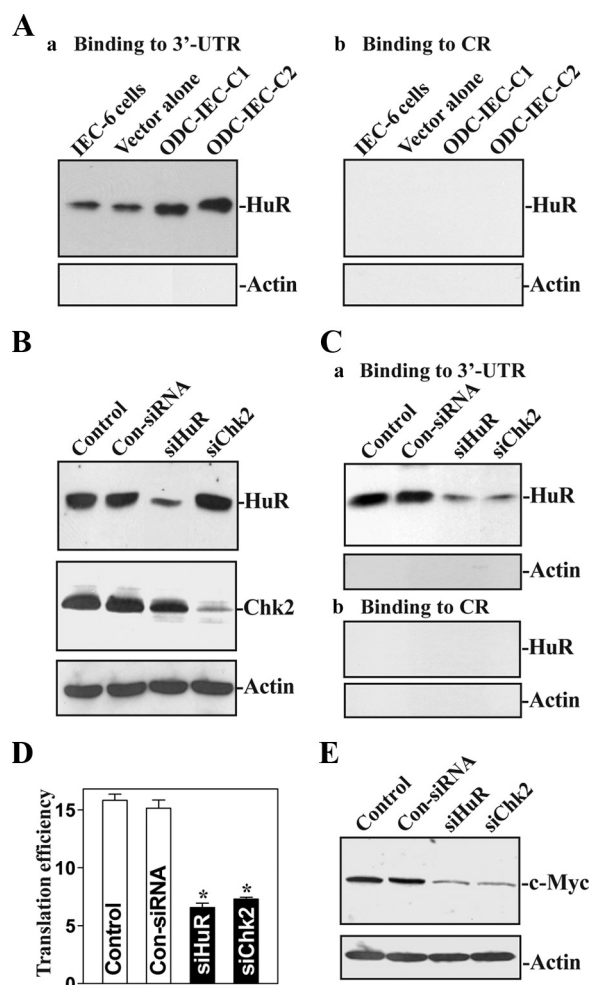 A
a Binding to 3'-UTR
IEC-6 cells
Vector alone
ODC-IEC-C1
ODC-IEC-C2
-HuR
-Actin
b Binding to CR
IEC-6 cells
Vector alone
ODC-IEC-C1
ODC-IEC-C2
-HuR
-Actin
B
Control
Con-siRNA
siHuR
siChk2
-HuR
-Chk2
-Actin
C
a Binding to 3'-UTR
Control
Con-siRNA
siHuR
siChk2
-HuR
-Actin
b Binding to CR
-HuR
-Actin
D
Translation efficiency
15
10
5
0
Control
Con-siRNA
siHuR
siChk2
*
*
E
Control
Con-siRNA
siHuR
siChk2
-c-Myc
-Actin